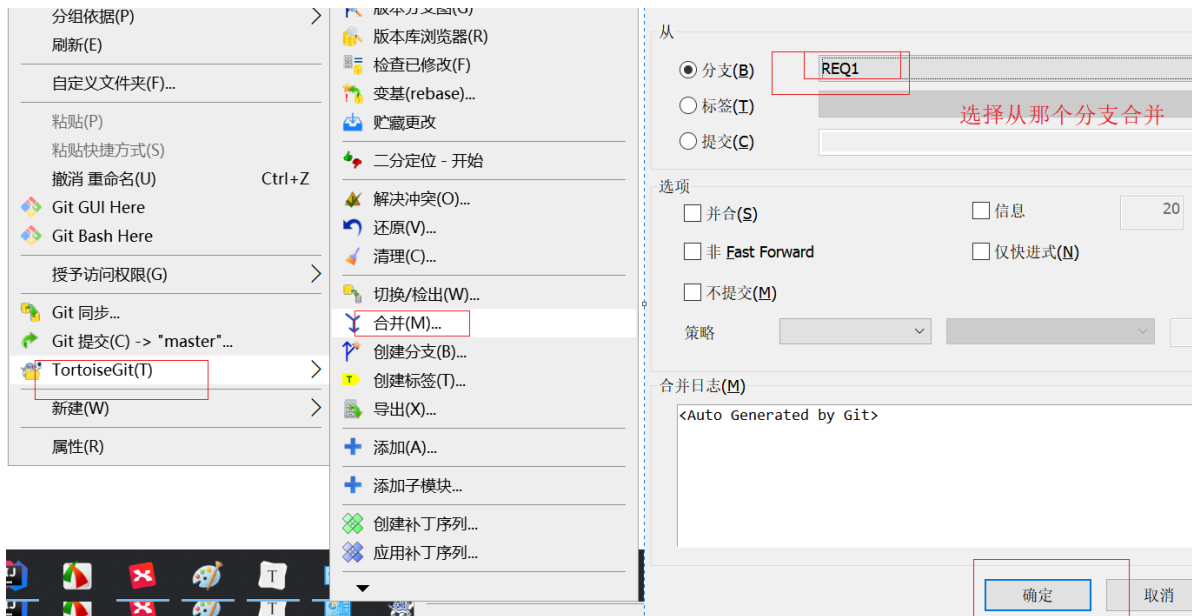 分组依据(P)
刷新(E)
自定义文件夹(F)...
粘贴(P)
粘贴快捷方式(S)
撤消 重命名(U) Ctrl+Z
Git GUI Here
Git Bash Here
授予访问权限(G)
Git 同步...
Git 提交(C) -> "master"...
TortoiseGit(T)
新建(W)
属性(R)
版本分支图(G)
版本库浏览器(R)
检查已修改(F)
变基(rebase)...
贮藏更改
二分定位 - 开始
解决冲突(O)...
还原(V)...
清理(C)...
切换/检出(W)...
合并(M)...
创建分支(B)...
创建标签(T)...
导出(X)...
添加(A)...
添加子模块...
创建补丁序列...
应用补丁序列...
从
分支(B) REQ1
标签(T)
选择从那个分支合并
提交(C)
选项
并合(S) 信息 20
非 Fast Forward 仅快进式(N)
不提交(M)
策略
合并日志(M)
<Auto Generated by Git>
确定 取消